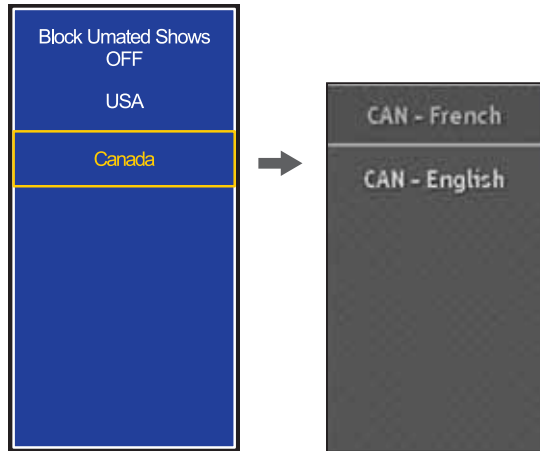 Block Umated Shows
OFF
USA
Canada
CAN - French
CAN - English